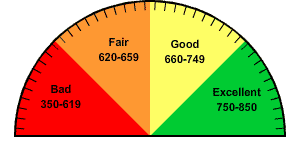 Bad
350-619
Fair
620-659
Good
660-749
Excellent
750-850